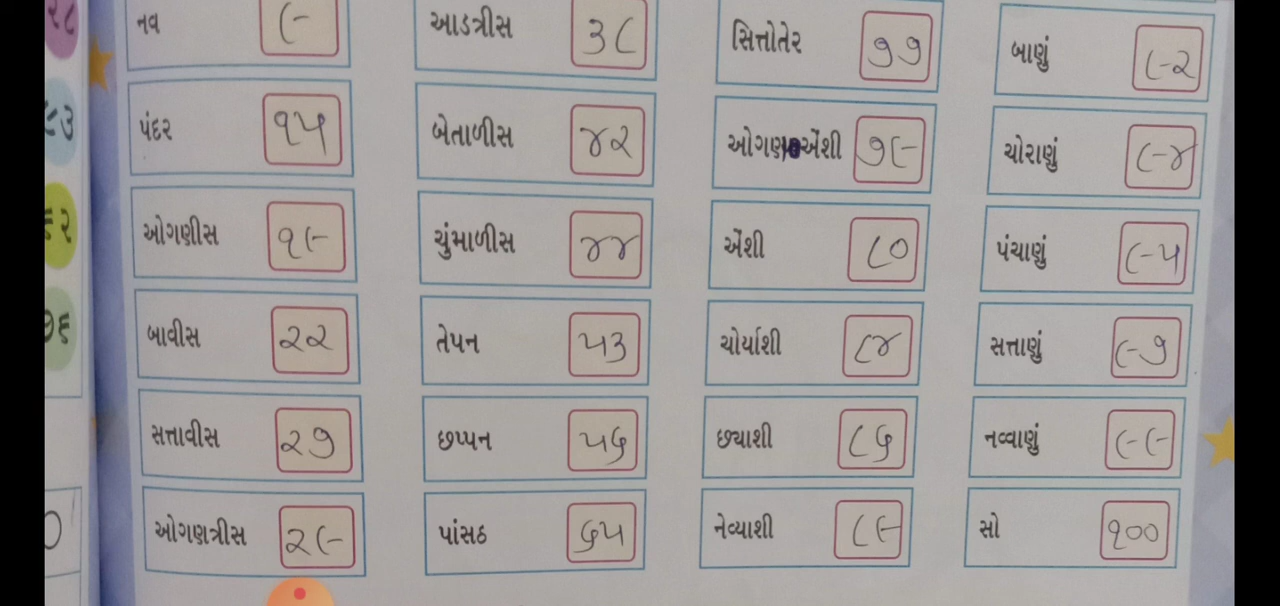 નવ ૯
પંદર ૧૫
ઓગણીસ ૧૯
બાવીસ ૨૨
સત્તાવીસ ૨૭
ઓગણત્રીસ ૨૯
આડત્રીસ ૩૮
બેતાળીસ ૪૨
ચુંમાળીસ ૪૪
તેપન ૫૩
છપ્પન ૫૬
પાંસઠ ૬૫
સિત્તોતેર ૭૭
ઓગણઍંશી ૭૯
ઍંશી ૮૦
ચોર્યાશી ૮૪
છ્યાશી ૮૬
નેવ્યાશી ૮૯
બાણું ૯૨
ચોરાણું ૯૪
પંચાણું ૯૫
સત્તાણું ૯૭
નવ્વાણું ૯૯
સો ૧૦૦